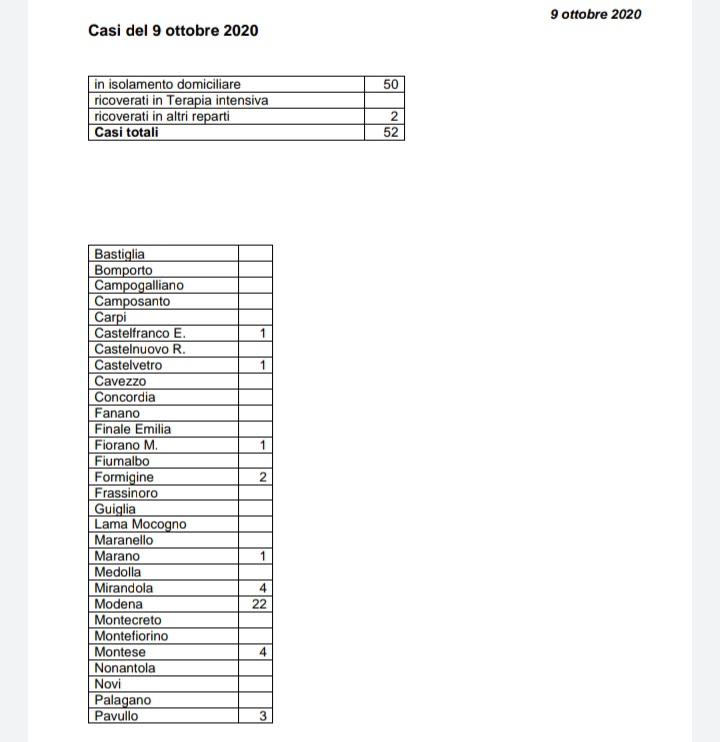 9 ottobre 2020
Casi del 9 ottobre 2020
in isolamento domiciliare 50
ricoverati in Terapia intensiva
ricoverati in altri reparti 2
Casi totali 52
Bastiglia
Bomporto
Campogalliano
Camposanto
Carpi
Castelfranco E. 1
Castelnuovo R.
Castelvetro 1
Cavezzo
Concordia
Fanano
Finale Emilia
Fiorano M. 1
Fiumalbo
Formigine 2
Frassinoro
Guiglia
Lama Mocogno
Maranello
Marano 1
Medolla
Mirandola 4
Modena 22
Montecreto
Montefiorino
Montese 4
Nonantola
Novi
Palagano
Pavullo 3